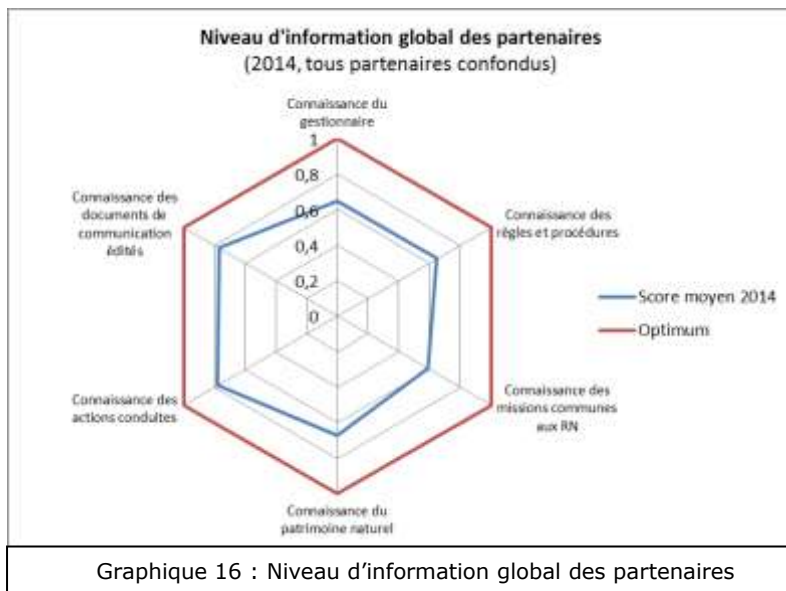 Niveau d'information global des partenaires
(2014, tous partenaires confondus)
Connaissance du
gestionnaire
1
0,8
0,6
0,4
0,2
0
Connaissance des
règles et procédures
Connaissance des
missions communes
aux RN
Connaissance du
patrimoine naturel
Connaissance des
actions conduites
Connaissance des
documents de
communication
édités
Score moyen 2014
Optimum
Graphique 16 : Niveau d’information global des partenaires